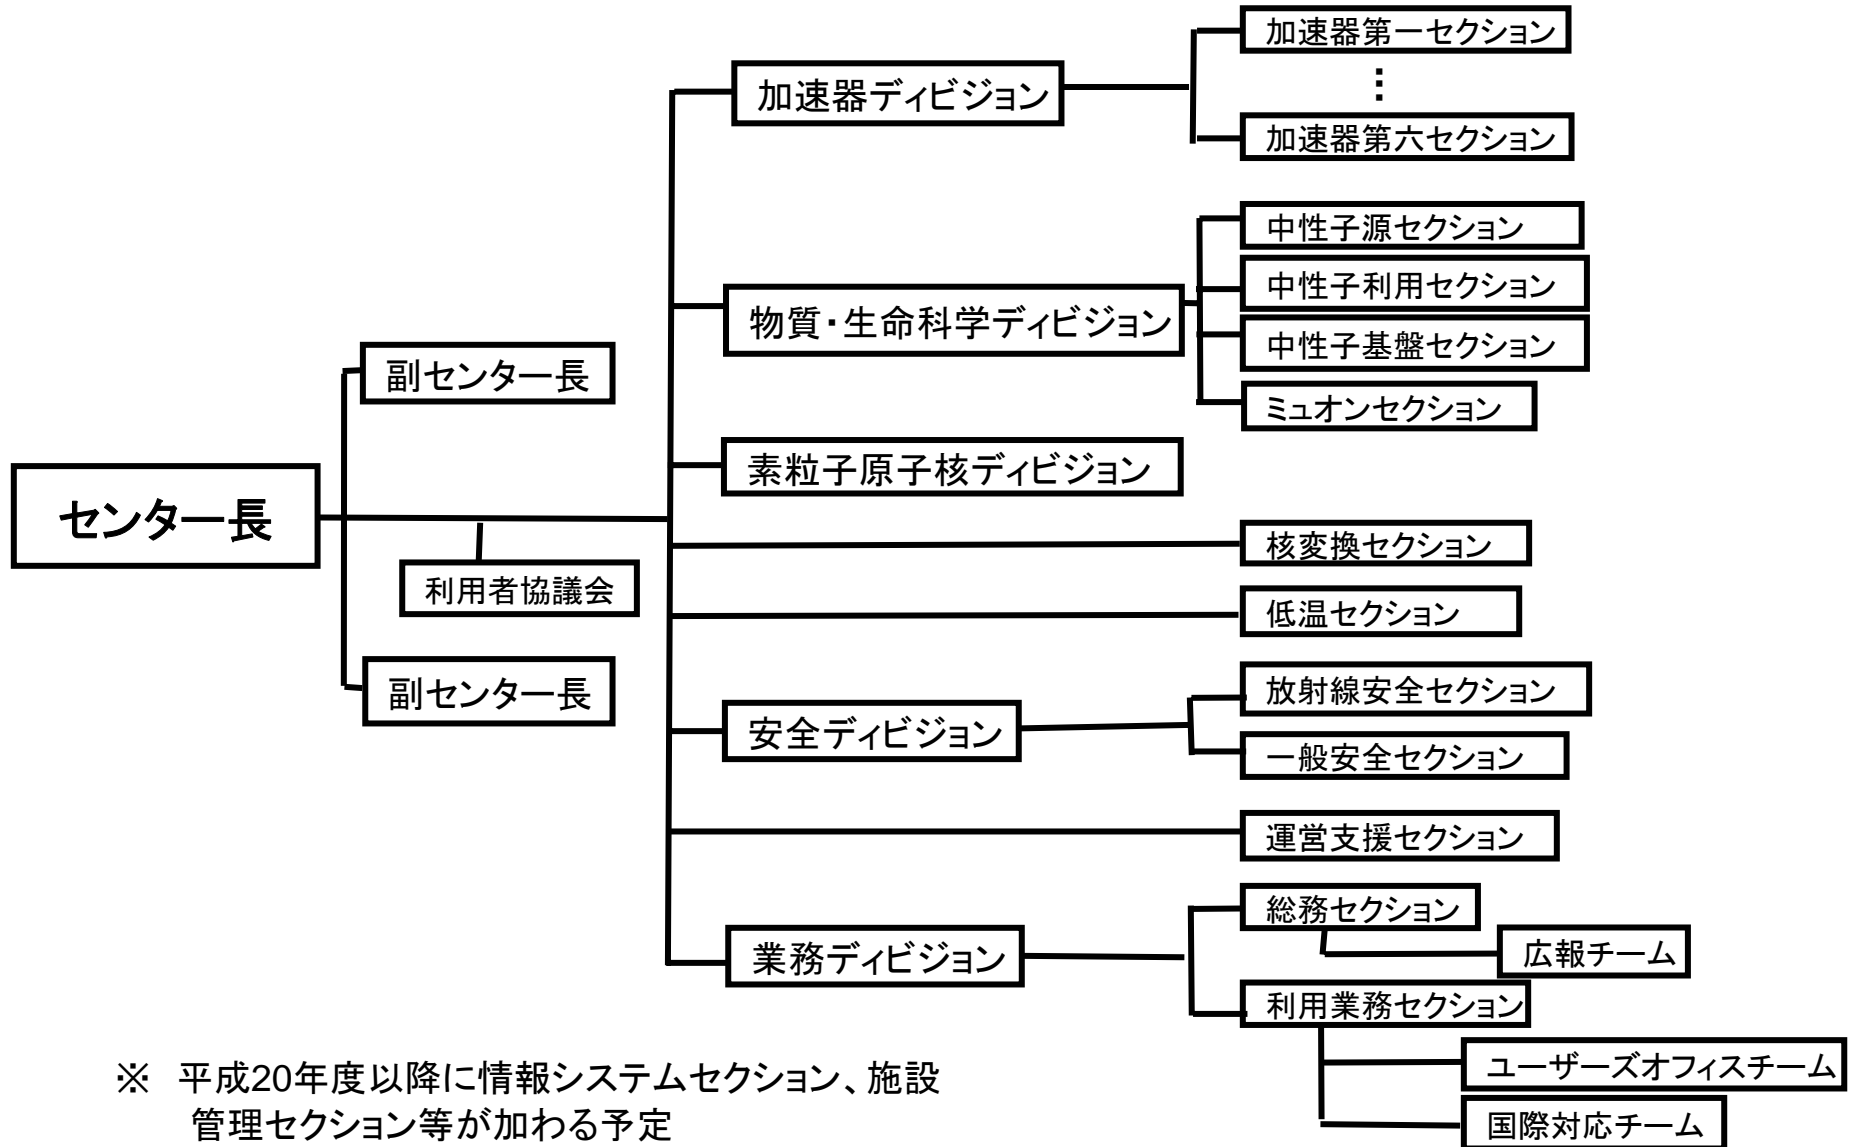 センター長
副センター長
利用者協議会
副センター長
加速器ディビジョン
加速器第一セクション
⋮
加速器第六セクション
物質・生命科学ディビジョン
中性子源セクション
中性子利用セクション
中性子基盤セクション
ミュオンセクション
素粒子原子核ディビジョン
核変換セクション
低温セクション
安全ディビジョン
放射線安全セクション
一般安全セクション
運営支援セクション
業務ディビジョン
総務セクション
広報チーム
利用業務セクション
ユーザーズオフィスチーム
国際対応チーム
※ 平成20年度以降に情報システムセクション、施設
管理セクション等が加わる予定